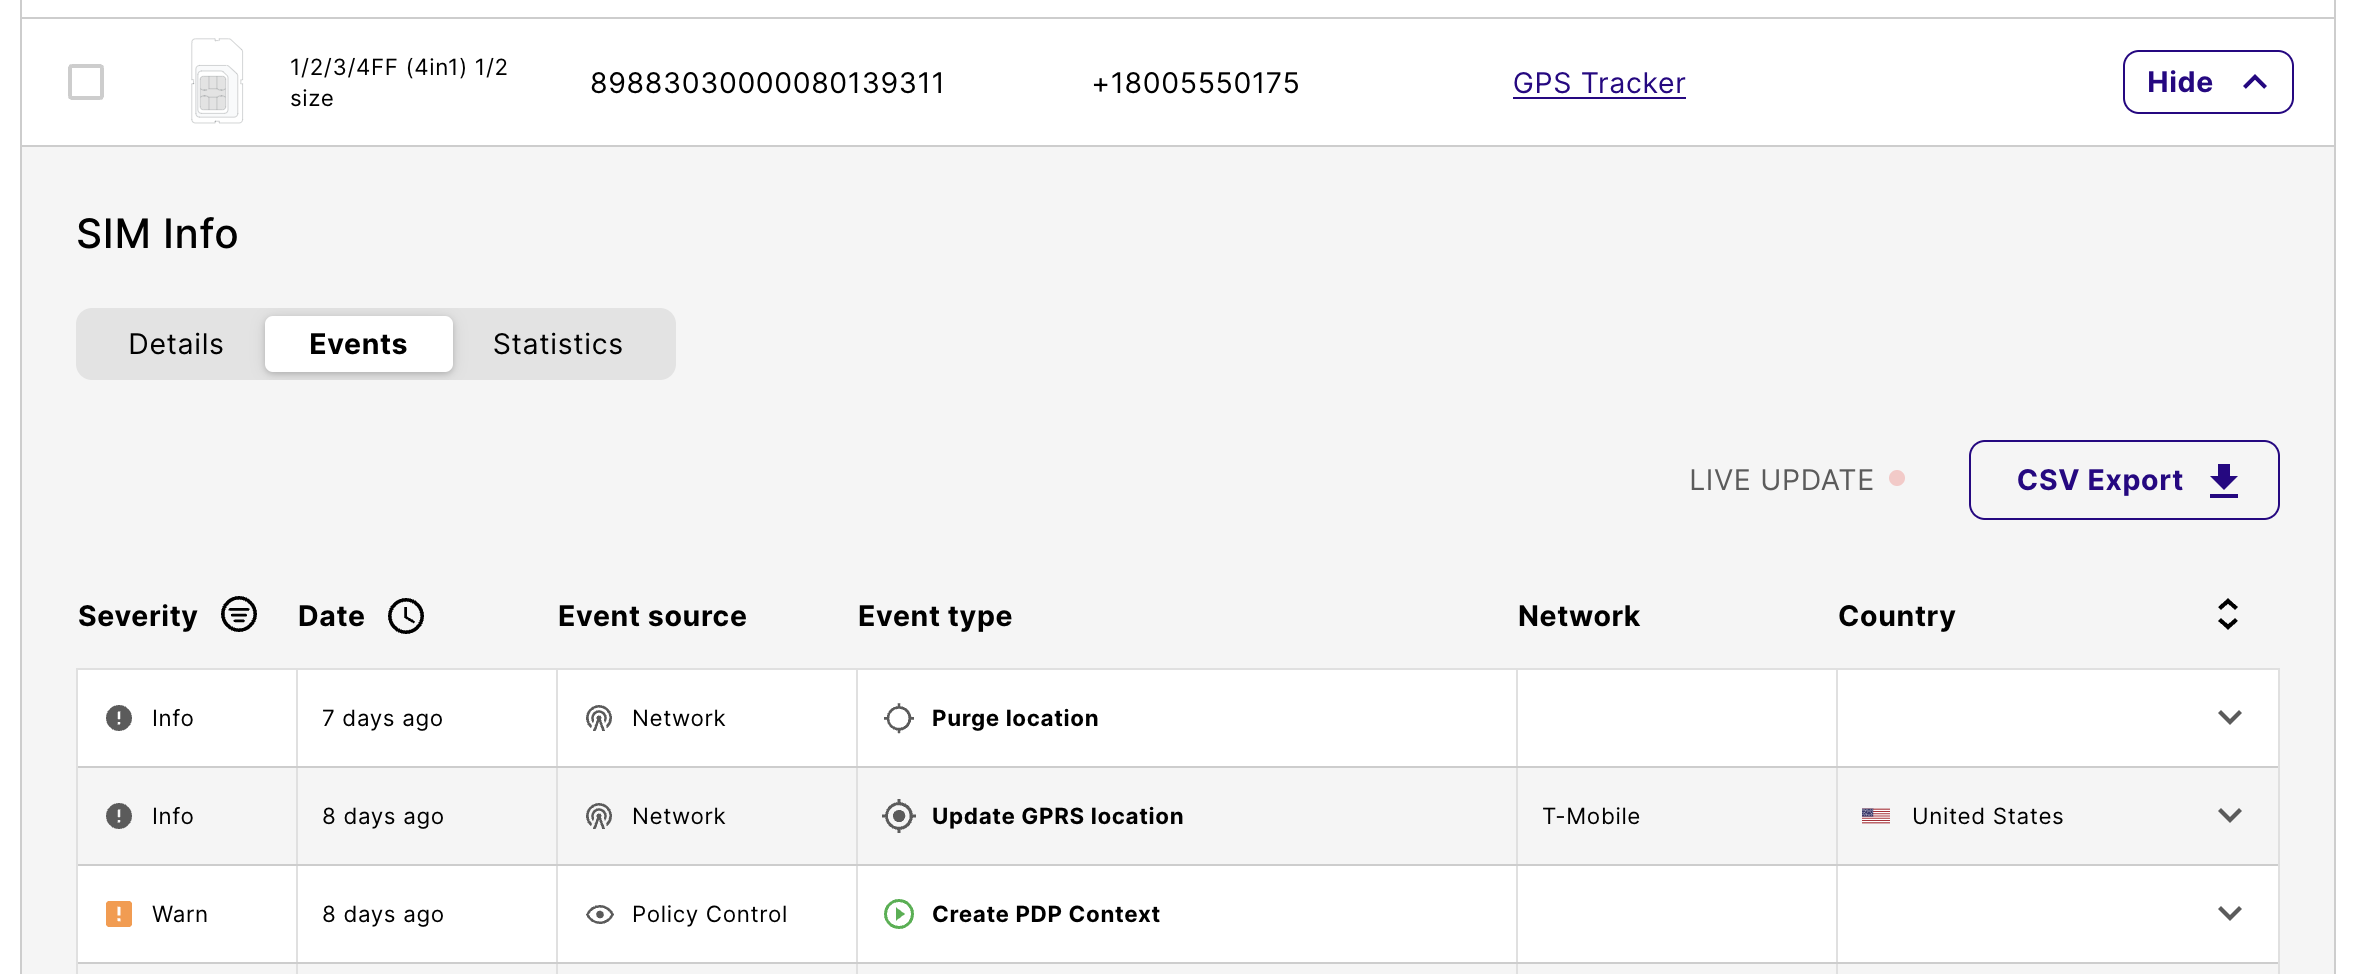 1/2/3/4FF (4in1) 1/2
size
89883030000080139311
+18005550175
GPS Tracker
Hide
SIM Info
Details
Events
Statistics
LIVE UPDATE
CSV Export
Severity
Date
Event source
Event type
Network
Country
Info
7 days ago
Network
Purge location
Info
8 days ago
Network
Update GPRS location
T-Mobile
United States
Warn
8 days ago
Policy Control
Create PDP Context